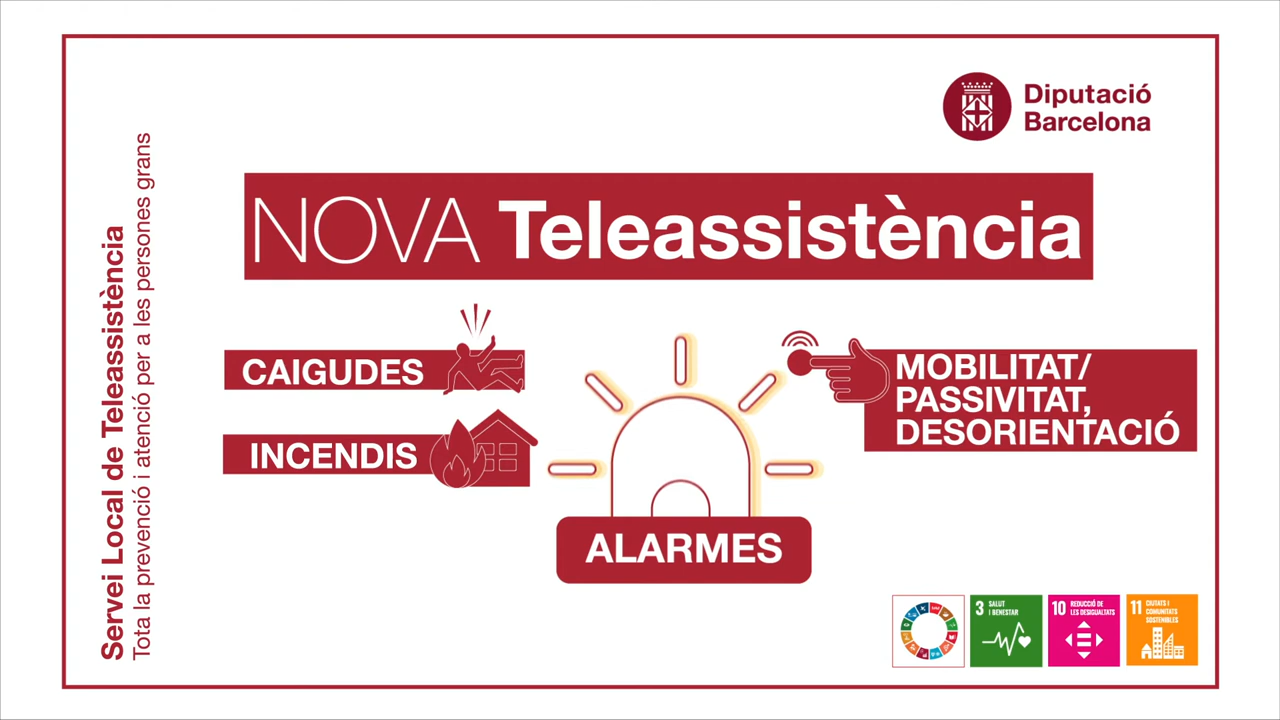 Diputació
Barcelona
NOVA Teleassistència
Servei Local de Teleassistència
Tota la prevenció i atenció per a les persones grans
CAIGUDES
INCENDIS
MOBILITAT/
PASSIVITAT,
DESORIENTACIÓ
ALARMES
3 SALUT
I BENESTAR
10 REDUCCIÓ DE
LES DESIGUALTATS
11 CIUTATS I
COMUNITATS
SOSTENIBLES